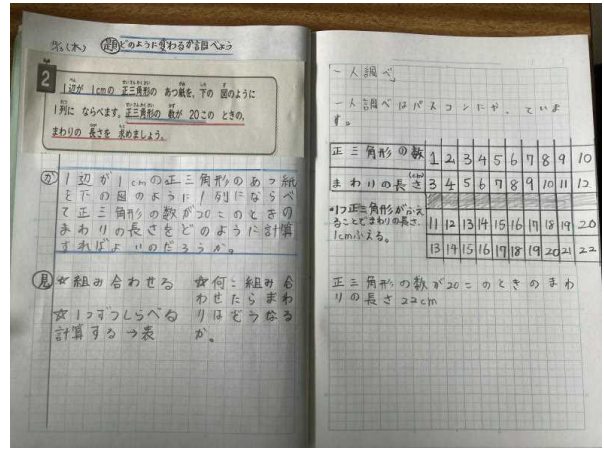 (木) 題 どのように変わるか調べよう
2
1辺が 1cmの 正三角形の あつ紙を、下の 図のように
1列に ならべます。正三角形の 数が 20この ときの、
まわりの 長さを 求めましょう。
か 1辺が1cmの正三角形のあつ紙
を下の図のように1列にならべ
て正三角形の数が20このときの
まわりの長さをどのように計算
すればよいのだろうか。
見 ☆組み合わせる
☆1つずつしらべる
計算する→表
☆何こ組み合
わせたらまわ
りはどうなる
か。
一人調べ
一人調べはパスコンにや、ていま
す。
正三角形の数 1 2 3 4 5 6 7 8 9 10
まわりの長さ(cm) 3 4 5 6 7 8 9 10 11 12
•1つ正三角形がふえ
ることでまわりの長さ、
1cmふえる。
11 12 13 14 15 16 17 18 19 20
13 14 15 16 17 18 19 20 21 22
正三角形の数が20このときのまわ
りの長さ22cm